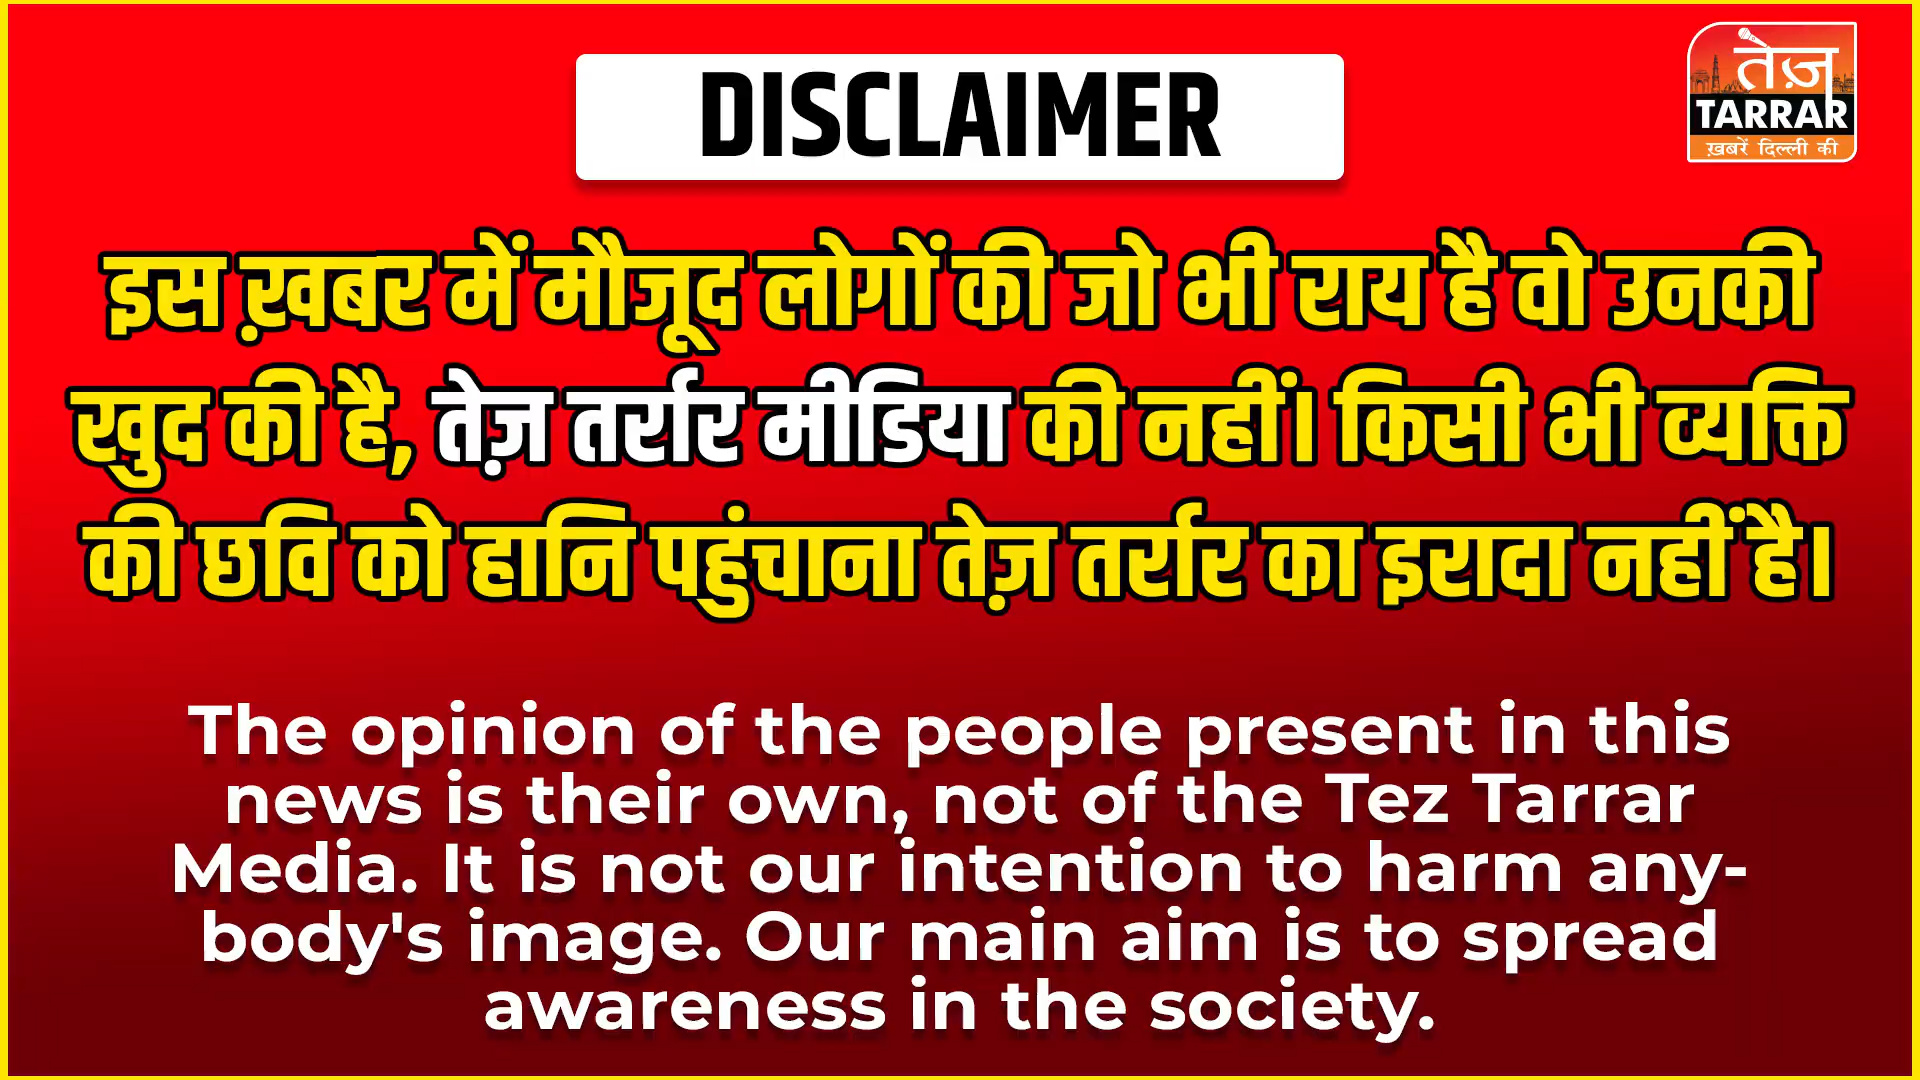 DISCLAIMER
तेज़
TARRAR
ख़बरें दिल्ली की
इस ख़बर में मौजूद लोगों की जो भी राय है वो उनकी
खुद की है, तेज़ तर्रार मीडिया की नहीं। किसी भी व्यक्ति
की छवि को हानि पहुंचाना तेज़ तर्रार का इरादा नहीं है।
The opinion of the people present in this
news is their own, not of the Tez Tarrar
Media. It is not our intention to harm any-
body's image. Our main aim is to spread
awareness in the society.